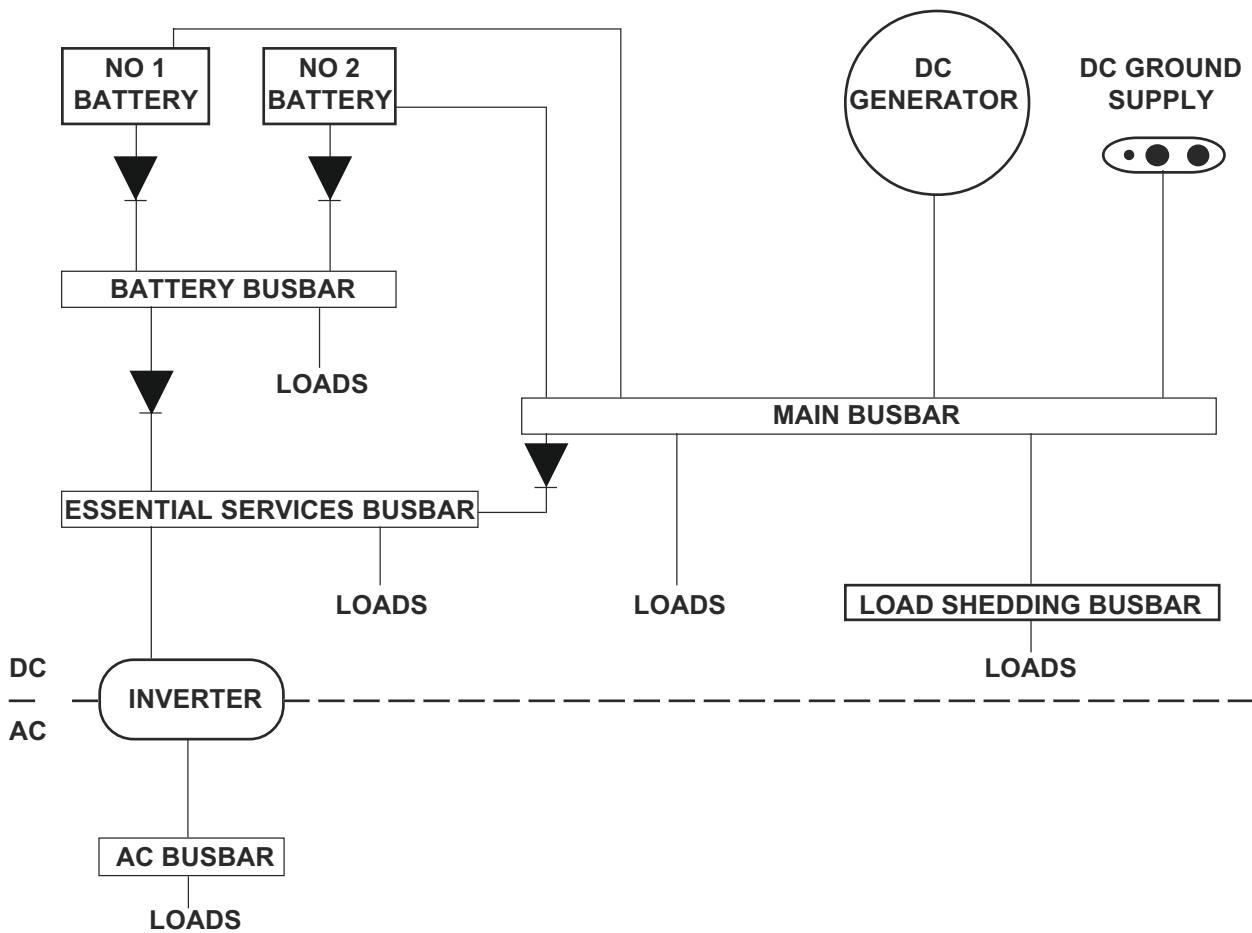 NO 1
BATTERY
NO 2
BATTERY
DC
GENERATOR
DC GROUND
SUPPLY
BATTERY BUSBAR
LOADS
MAIN BUSBAR
ESSENTIAL SERVICES BUSBAR
LOADS
LOADS
LOAD SHEDDING BUSBAR
LOADS
DC
INVERTER
AC
AC BUSBAR
LOADS